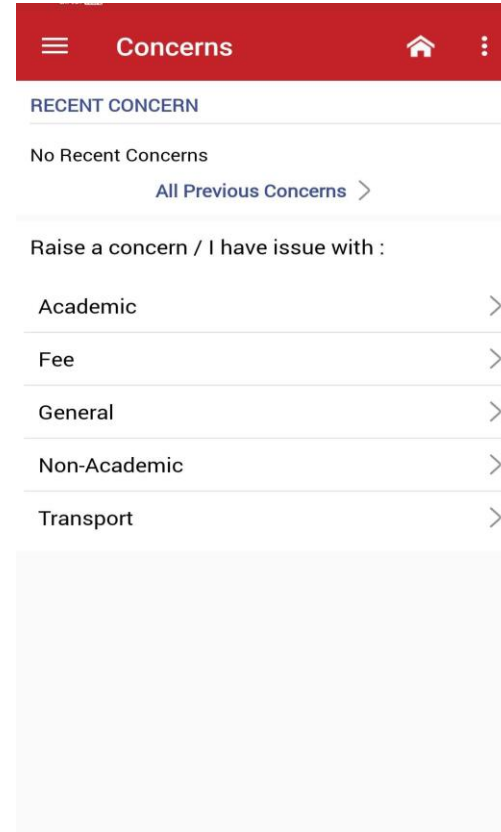 Concerns
RECENT CONCERN
No Recent Concerns
All Previous Concerns
Raise a concern / I have issue with :
Academic
Fee
General
Non-Academic
Transport